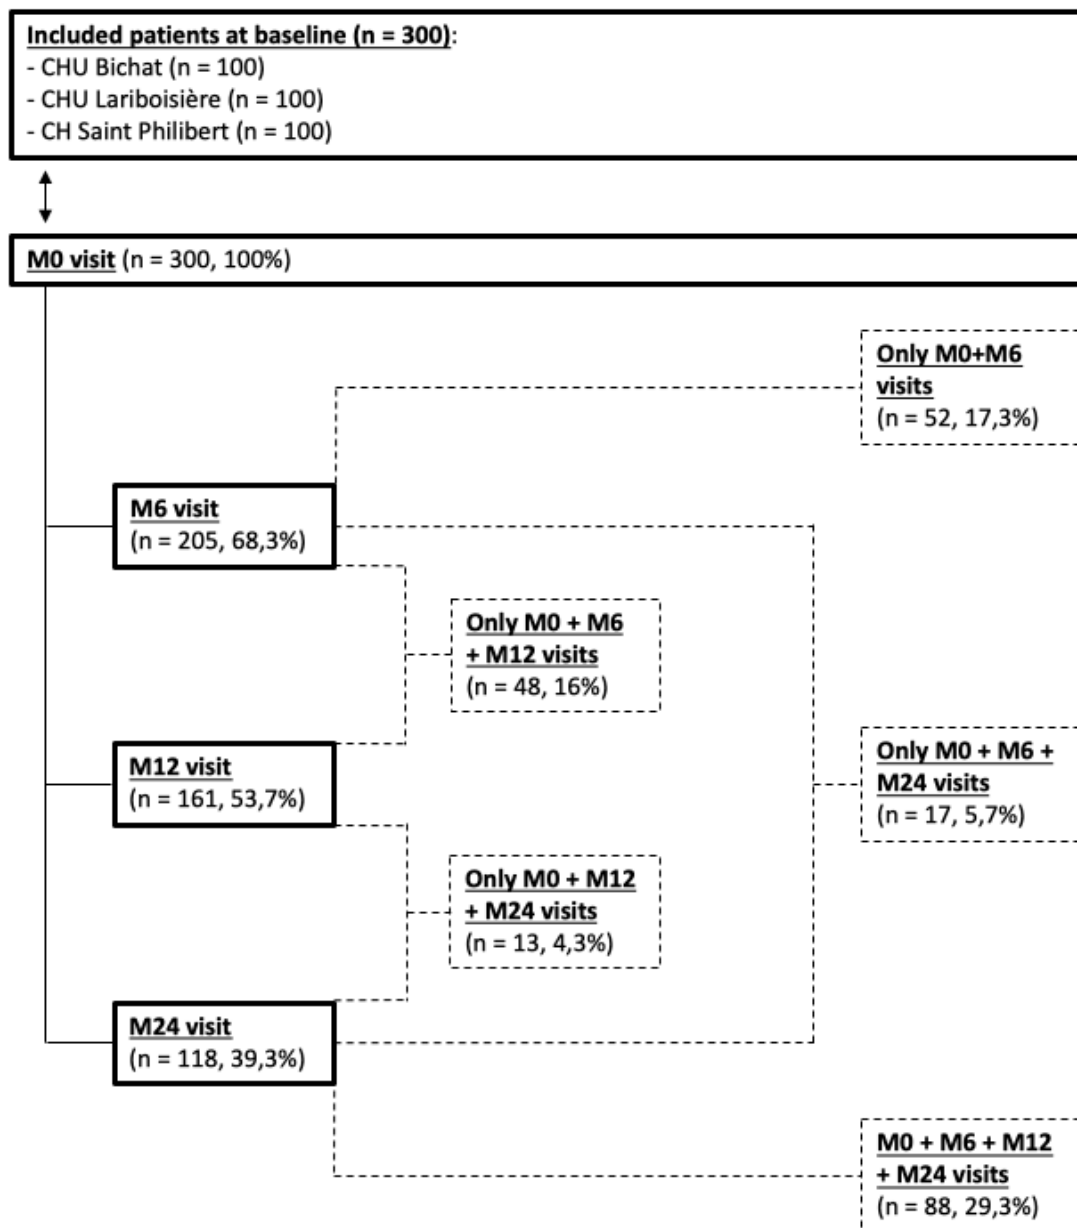 Included patients at baseline (n = 300):
- CHU Bichat (n = 100)
- CHU Lariboisière (n = 100)
- CH Saint Philibert (n = 100)
M0 visit (n = 300, 100%)
Only M0+M6
visits
(n = 52, 17,3%)
M6 visit
(n = 205, 68,3%)
Only M0 + M6
+ M12 visits
(n = 48, 16%)
M12 visit
(n = 161, 53,7%)
Only M0 + M6 +
M24 visits
(n = 17, 5,7%)
Only M0 + M12
+ M24 visits
(n = 13, 4,3%)
M24 visit
(n = 118, 39,3%)
M0 + M6 + M12
+ M24 visits
(n = 88, 29,3%)